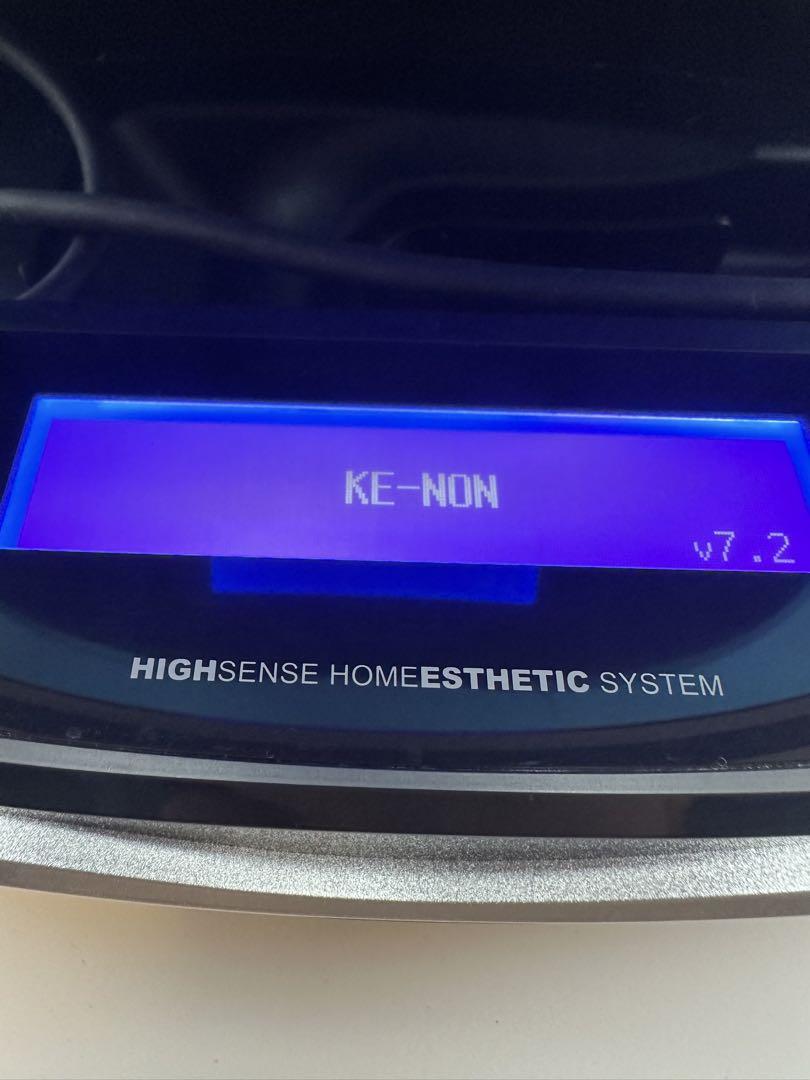 KE-NON
v7.2
HIGHSENSE HOMEESTHETIC SYSTEM